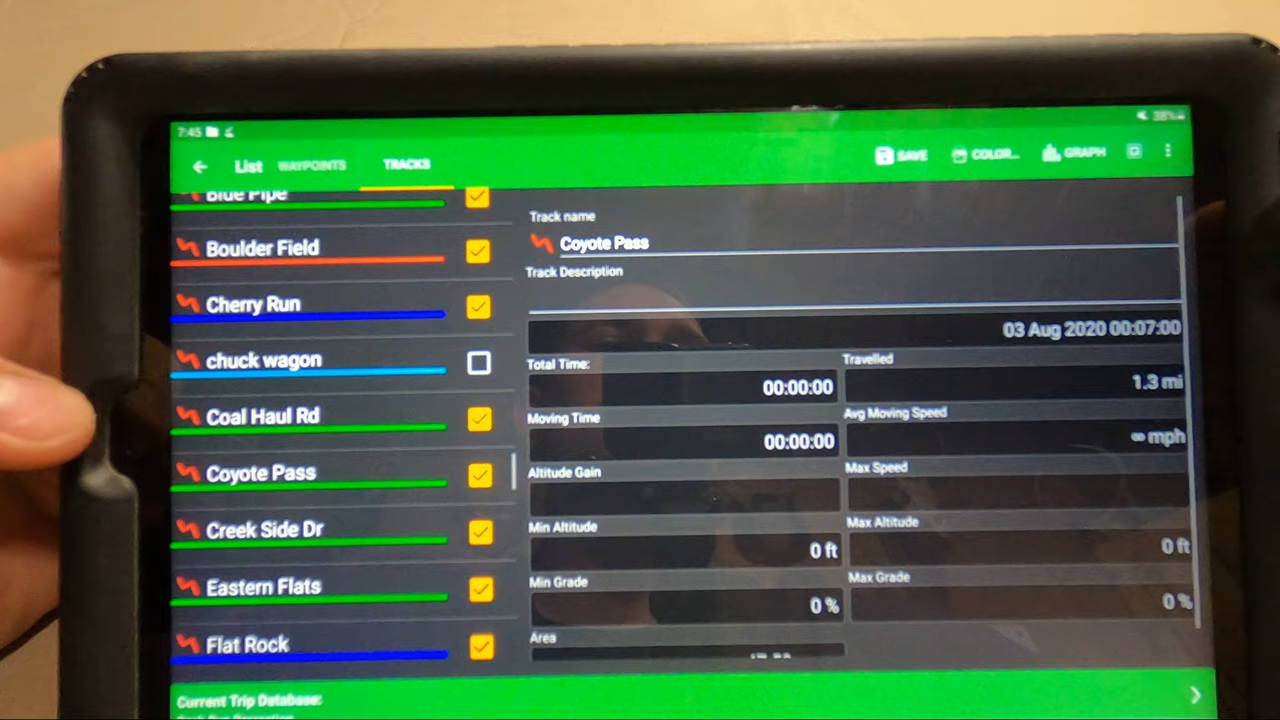 7:45
38%
List
WAYPOINTS
TRACKS
SAVE
COLOR...
GRAPH
Blue Pipe
Boulder Field
Cherry Run
chuck wagon
Coal Haul Rd
Coyote Pass
Creek Side Dr
Eastern Flats
Flat Rock
Track name
Coyote Pass
Track Description
03 Aug 2020 00:07:00
Total Time:
00:00:00
Travelled
1.3 mi
Moving Time
00:00:00
Avg Moving Speed
∞ mph
Altitude Gain
Max Speed
Min Altitude
0 ft
Max Altitude
0 ft
Min Grade
0 %
Max Grade
0 %
Area
Current Trip Database: